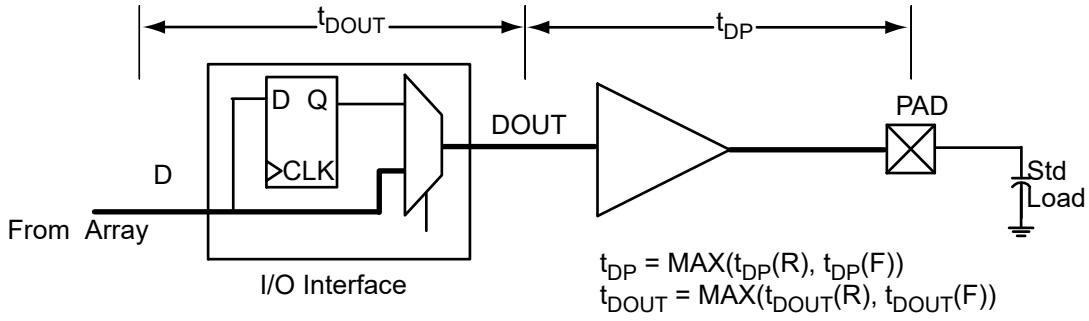 tDOUT
tDP
D Q
CLK
DOUT
PAD
D
Std
Load
From Array
I/O Interface
tDP = MAX(tDP(R), tDP(F))
tDOUT = MAX(tDOUT(R), tDOUT(F))